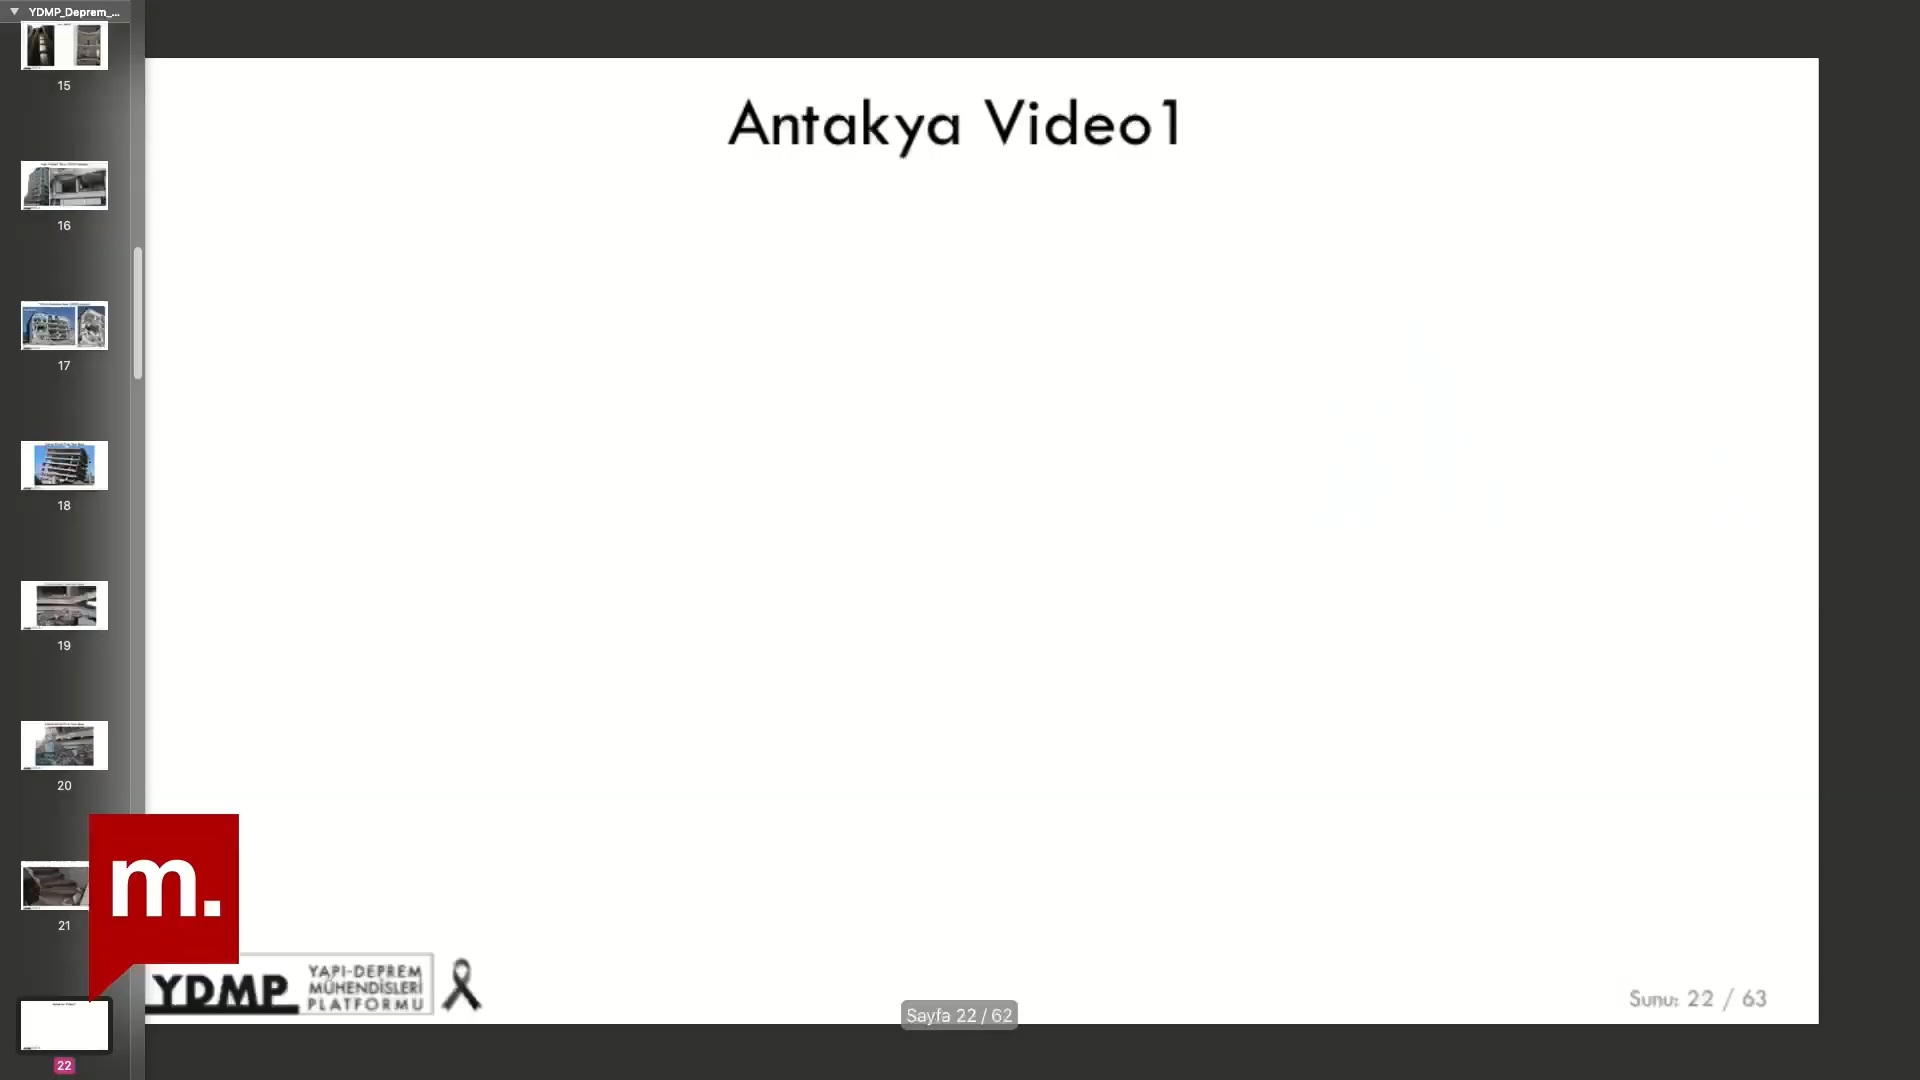 YDMP_Deprem_...
15
16
17
18
19
20
21
22
Antakya Video1
m.
YDMP
YAPI-DEPREM
MÜHENDİSLERİ
PLATFORMU
Sayfa 22 / 62
Sunu: 22 / 63